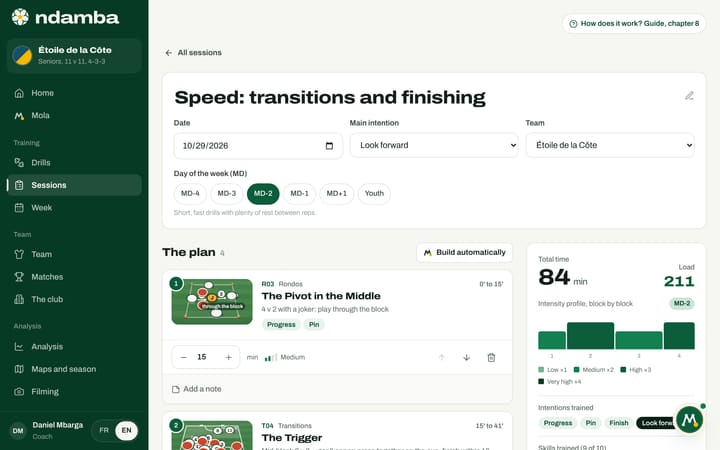 ndamba
Étoile de la Côte
Seniors, 11 v 11, 4-3-3
Home
Mola
Training
Drills
Sessions
Week
Team
Team
Matches
The club
Analysis
Analysis
Maps and season
Filming
DM
Daniel Mbarga
Coach
FR
EN
How does it work? Guide, chapter 8
All sessions
Speed: transitions and finishing
Date
Main intention
Team
10/29/2026
Look forward
Étoile de la Côte
Day of the week (MD)
MD-4
MD-3
MD-2
MD-1
MD+1
Youth
Short, fast drills with plenty of rest between reps.
The plan 4
Build automatically
1
through the block
R03 Rondos
0' to 15'
The Pivot in the Middle
4 v 2 with a joker: play through the block
Progress
Pin
15
min
Medium
Add a note
2
T04 Transitions
15' to 41'
The Trigger
Total time
84 min
Load
211
Intensity profile, block by block
MD-2
1
2
3
4
Low ×1
Medium ×2
High ×3
Very high ×4
Intentions trained
Progress
Pin
Finish
Look forw
Skills trained (9 of 10)